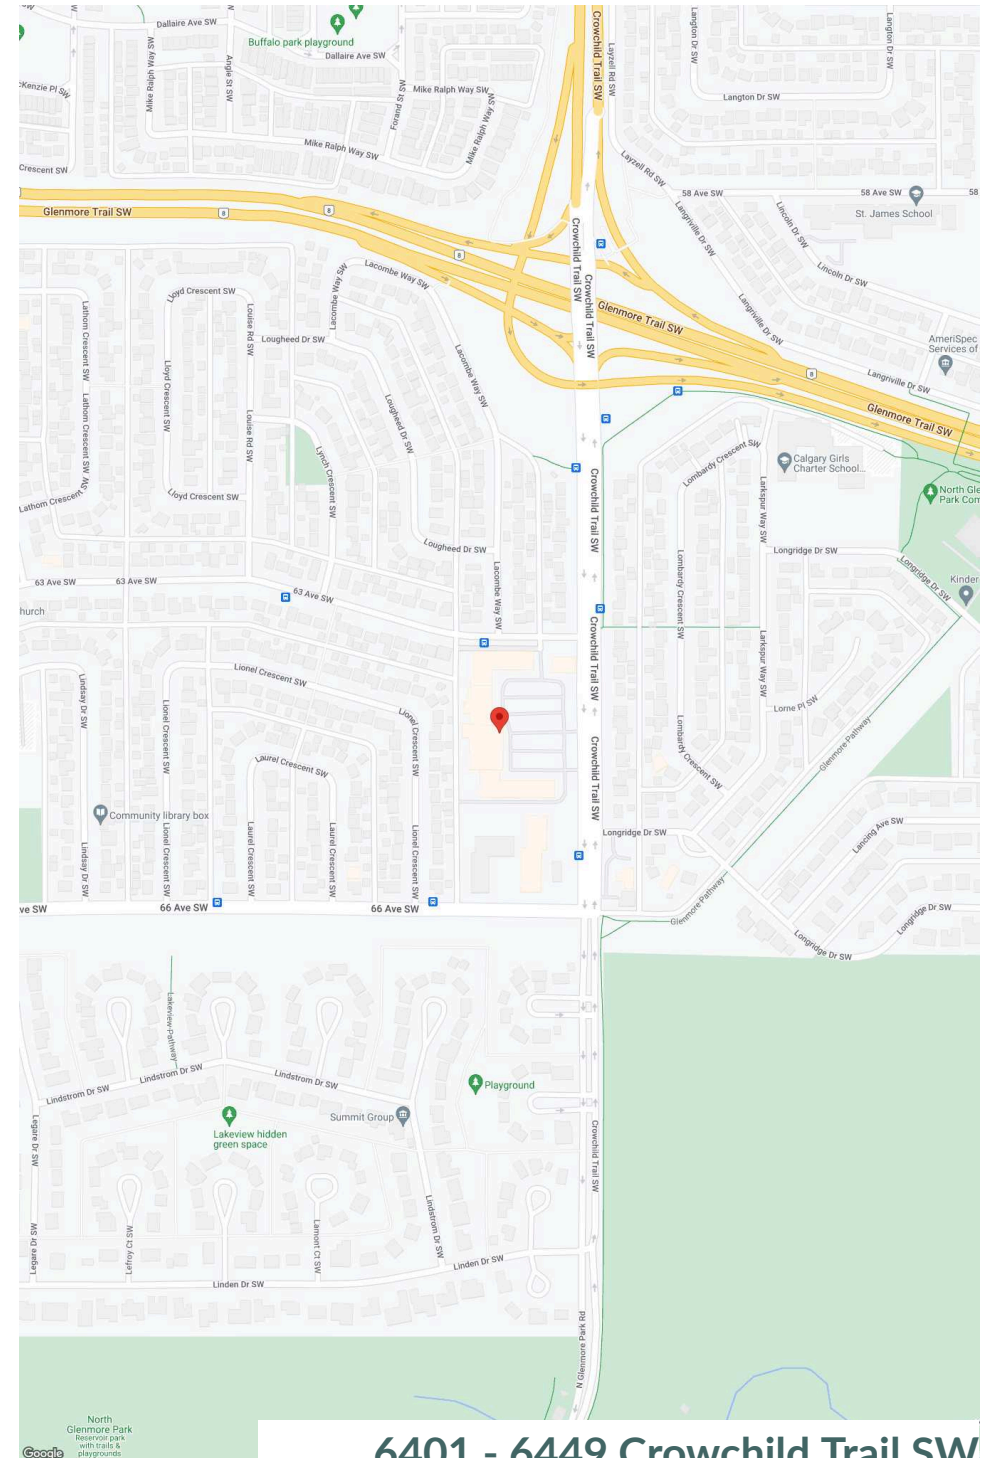 Dallaire Ave SW
Buffalo park playground
Dallaire Ave SW
Mike Ralph Way SW
Angie St SW
Forand St SW
Mike Ralph Way SW
Mike Ralph Way SW
Mike Ralph Way SW
cKenzie Pl SW
Crescent SW
Crowchild Trail SW
Layzell Rd SW
Langton Dr SW
Langton Dr SW
Langton Dr SW
Layzell Rd SW
58 Ave SW
58 Ave SW
58
St. James School
Langriville Dr SW
Lincoln Dr SW
Lincoln Dr SW
Glenmore Trail SW
8
8
8
Crowchild Trail SW
Crowchild Trail SW
Glenmore Trail SW
Langriville Dr SW
AmeriSpec
Services of
8
Langriville Dr SW
Glenmore Trail SW
Lacombe Way SW
Lacombe Way SW
Lloyd Crescent SW
Louise Rd SW
Lougheed Dr SW
Lathom Crescent SW
Lloyd Crescent SW
Lacombe Way SW
Lathom Crescent SW
Louise Rd SW
Lougheed Dr SW
Lynch Crescent SW
Lathom Crescent SW
Lloyd Crescent SW
Lougheed Dr SW
Crowchild Trail SW
Lombardy Crescent SW
Calgary Girls
Charter School...
Larkspur Way SW
North Gle
Park Com
Longridge Dr SW
Longridge Dr SW
Kinder
63 Ave SW
63 Ave SW
63 Ave SW
hurch
Lacombe Way SW
Lombardy Crescent SW
Crowchild Trail SW
Larkspur Way SW
Lorne Pl SW
Lionel Crescent SW
Lindsay Dr SW
Lionel Crescent SW
Lionel Crescent SW
Laurel Crescent SW
Crowchild Trail SW
Lombardy Crescent SW
Glenmore Pathway
Community library box
Lindsay Dr SW
Lionel Crescent SW
Laurel Crescent SW
Laurel Crescent SW
Lionel Crescent SW
Longridge Dr SW
Lancing Ave SW
ve SW
66 Ave SW
66 Ave SW
Glenmore Pathway
Longridge Dr SW
Longridge Dr SW
Lakeview Pathway
Lindstrom Dr SW
Lindstrom Dr SW
Lindstrom Dr SW
Playground
Summit Group
Lakeview hidden
green space
Legare Dr SW
Crowchild Trail SW
Legare Dr SW
Lefroy Ct SW
Lamont Ct SW
Lindstrom Dr SW
Linden Dr SW
Linden Dr SW
N Glenmore Park Rd
North
Glenmore Park
Reservoir park
with trails &
playgrounds
Google
6401 - 6449 Crowchild Trail SW